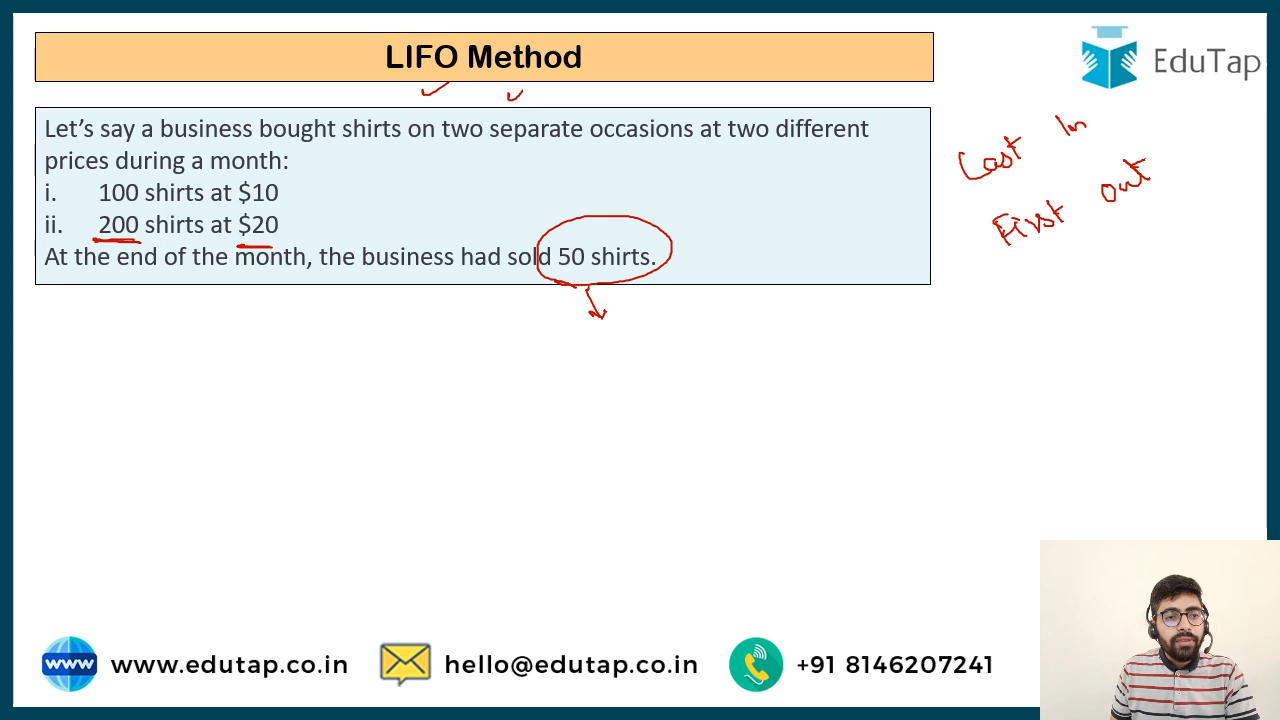 LIFO Method
EduTap
Let’s say a business bought shirts on two separate occasions at two different
prices during a month:
i. 100 shirts at $10
ii. 200 shirts at $20
At the end of the month, the business had sold 50 shirts.
Last In
First out
www
www.edutap.co.in
hello@edutap.co.in
+91 8146207241